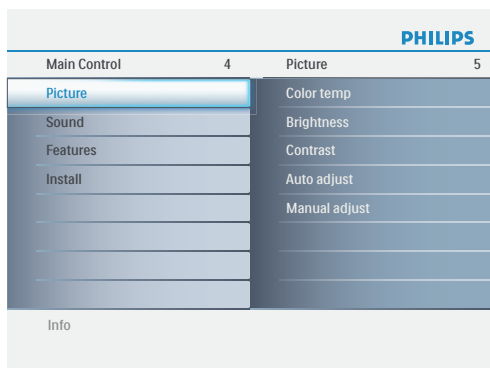 PHILIPS
Main Control 4 Picture 5
Picture Color temp
Sound Brightness
Features Contrast
Install Auto adjust
Manual adjust
Info